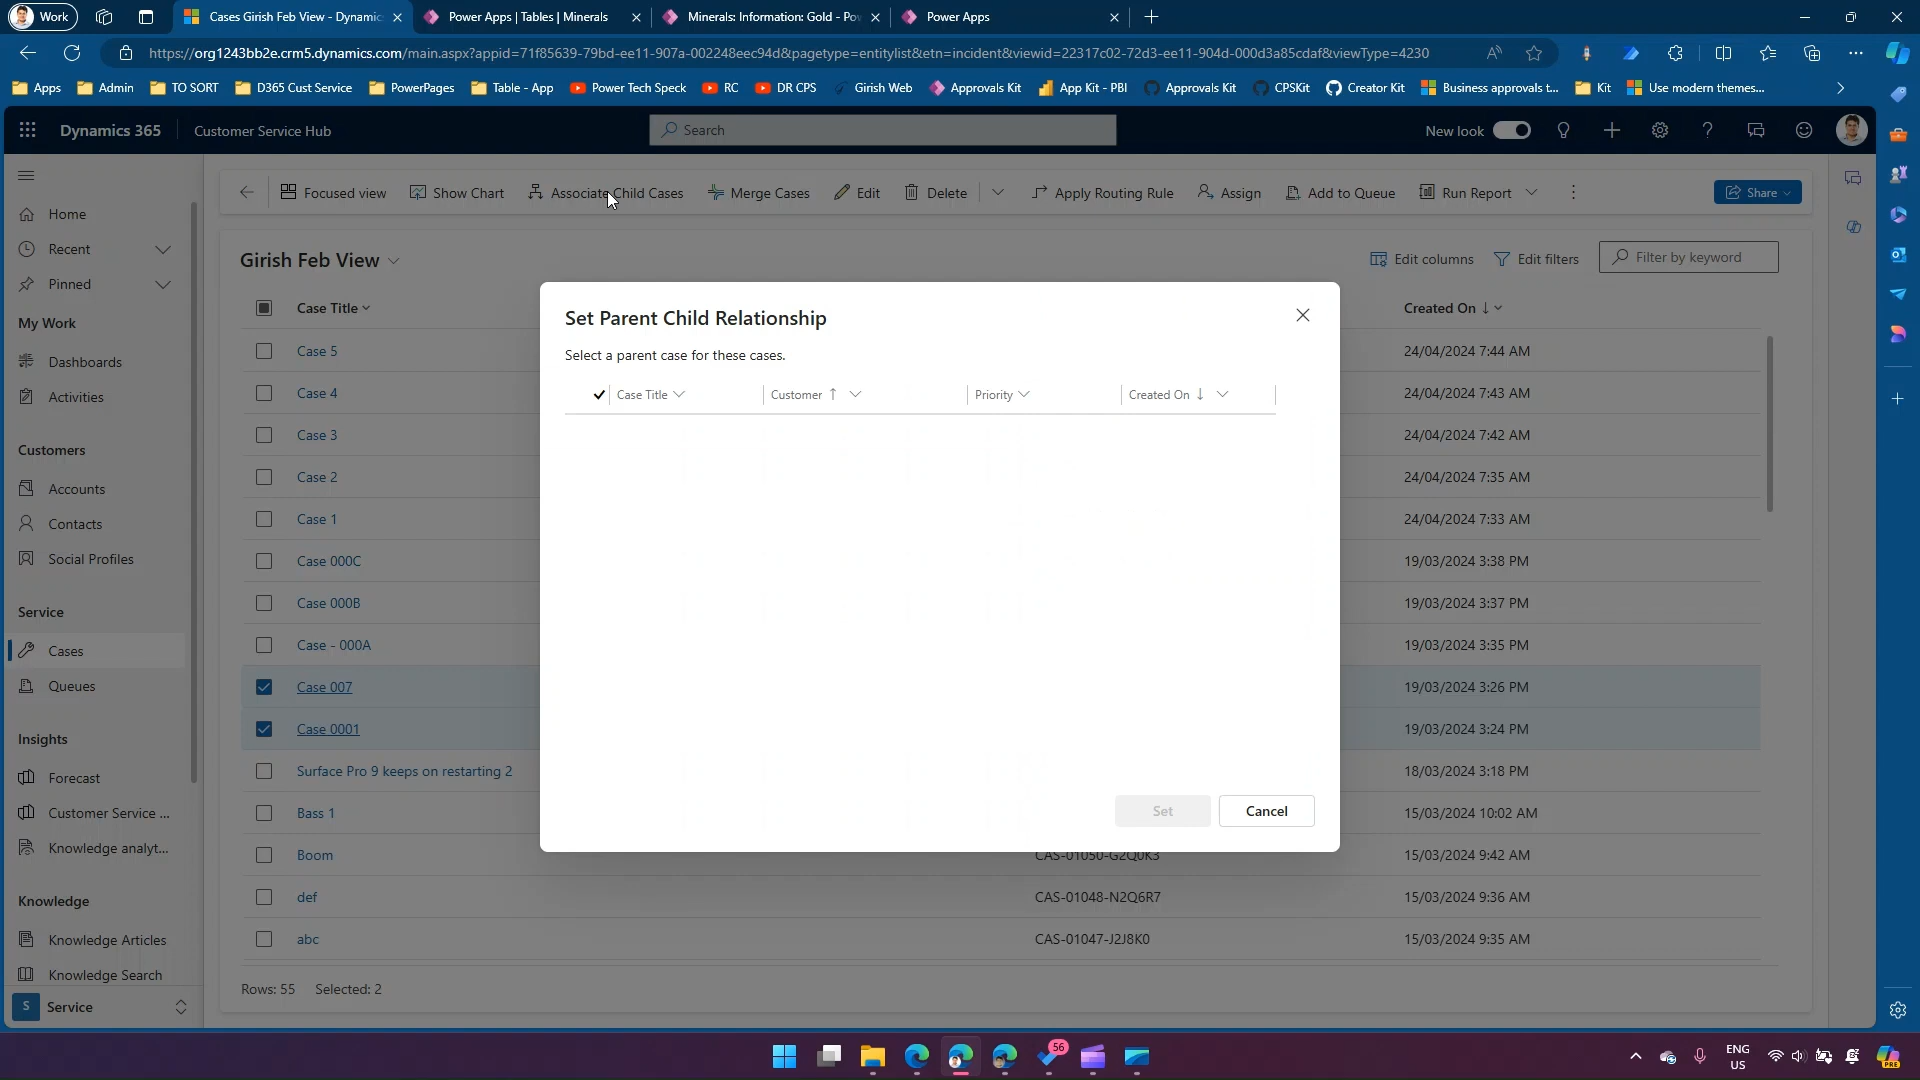 Work
Cases Girish Feb View - Dynamic
Power Apps | Tables | Minerals
Minerals: Information: Gold - Po
Power Apps
https://org1243bb2e.crm5.dynamics.com/main.aspx?appid=71f85639-79bd-ee11-907a-002248eec94d&pagetype=entitylist&etn=incident&viewid=22317c02-72d3-ee11-904d-000d3a85cdaf&viewType=4230
Apps
Admin
TO SORT
D365 Cust Service
PowerPages
Table - App
Power Tech Speck
RC
DR CPS
Girish Web
Approvals Kit
App Kit - PBI
Approvals Kit
CPSKit
Creator Kit
Business approvals t...
Kit
Use modern themes...
Dynamics 365
Customer Service Hub
Search
New look
Focused view
Show Chart
Associate Child Cases
Merge Cases
Edit
Delete
Apply Routing Rule
Assign
Add to Queue
Run Report
Share
Home
Recent
Pinned
My Work
Dashboards
Activities
Customers
Accounts
Contacts
Social Profiles
Service
Cases
Queues
Insights
Forecast
Customer Service ...
Knowledge analyt...
Knowledge
Knowledge Articles
Knowledge Search
S Service
Girish Feb View
Edit columns
Edit filters
Filter by keyword
Case Title
Created On
Case 5
24/04/2024 7:44 AM
Case 4
24/04/2024 7:43 AM
Case 3
24/04/2024 7:42 AM
Case 2
24/04/2024 7:35 AM
Case 1
24/04/2024 7:33 AM
Case 000C
19/03/2024 3:38 PM
Case 000B
19/03/2024 3:37 PM
Case - 000A
19/03/2024 3:35 PM
Case 007
19/03/2024 3:26 PM
Case 0001
19/03/2024 3:24 PM
Surface Pro 9 keeps on restarting 2
18/03/2024 3:18 PM
Bass 1
15/03/2024 10:02 AM
Boom
CAS-01050-G2Q0K3
15/03/2024 9:42 AM
def
CAS-01048-N2Q6R7
15/03/2024 9:36 AM
abc
CAS-01047-J2J8K0
15/03/2024 9:35 AM
Rows: 55
Selected: 2
Set Parent Child Relationship
Select a parent case for these cases.
Case Title
Customer
Priority
Created On
Set
Cancel
56
ENG
US
PRE